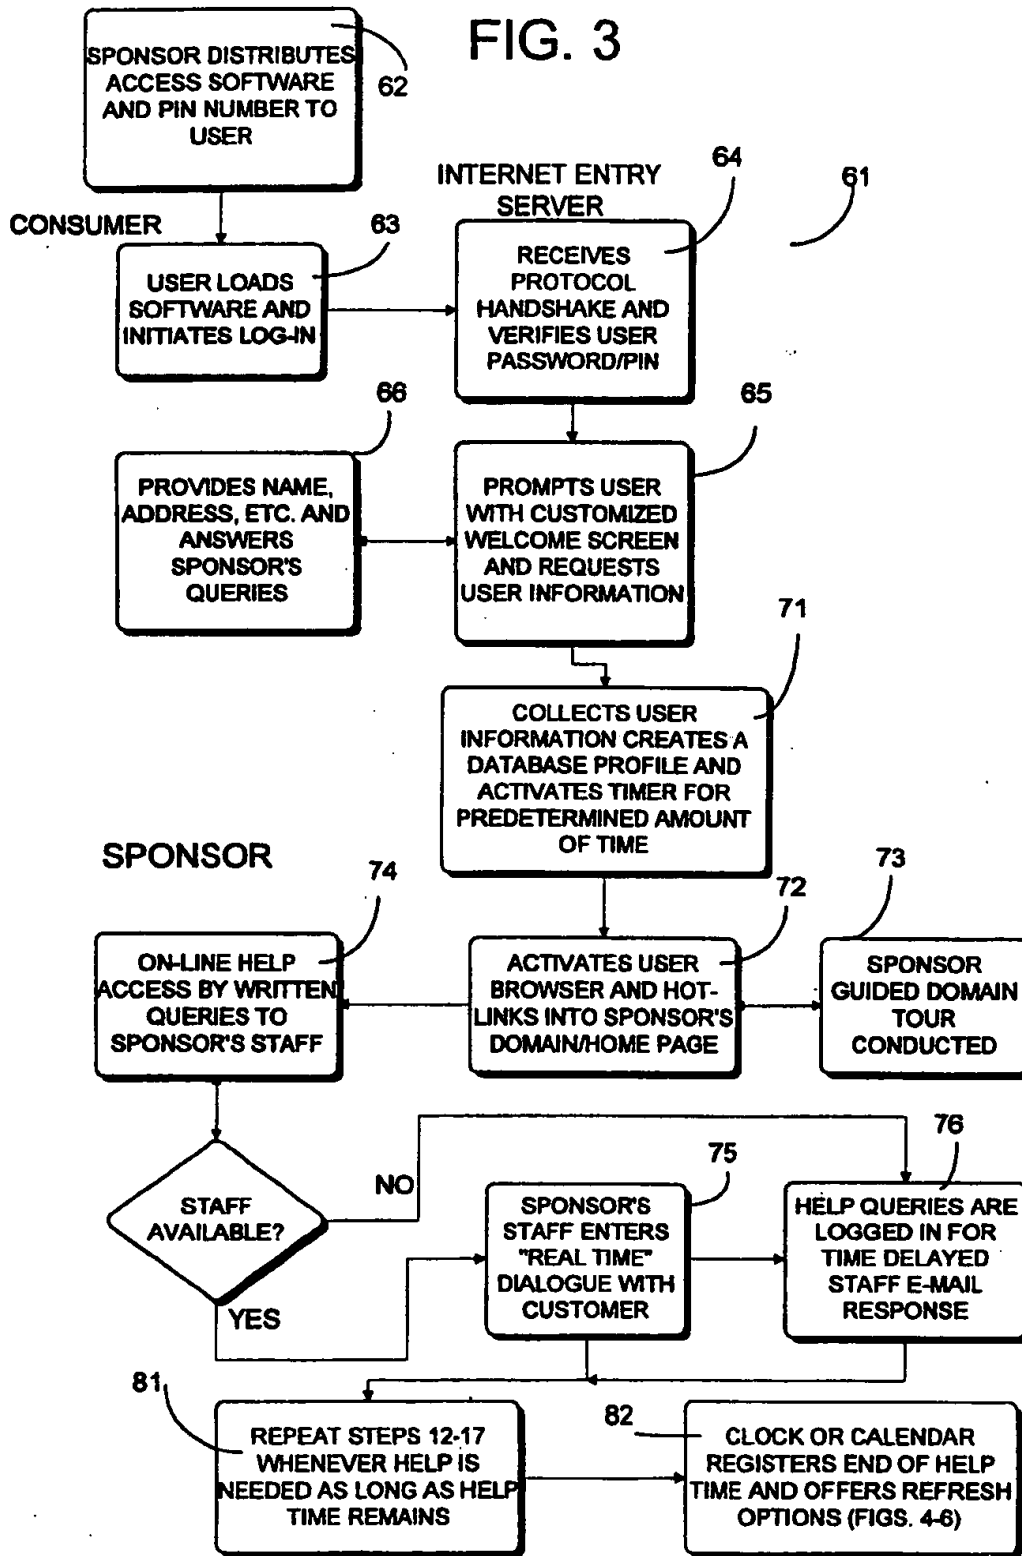 FIG. 3
SPONSOR DISTRIBUTES
ACCESS SOFTWARE
AND PIN NUMBER TO
USER
62
CONSUMER
INTERNET ENTRY
SERVER
64
61
63
USER LOADS
SOFTWARE AND
INITIATES LOG-IN
RECEIVES
PROTOCOL
HANDSHAKE AND
VERIFIES USER
PASSWORD/PIN
66
65
PROVIDES NAME,
ADDRESS, ETC. AND
ANSWERS
SPONSOR'S
QUERIES
PROMPTS USER
WITH CUSTOMIZED
WELCOME SCREEN
AND REQUESTS
USER INFORMATION
71
COLLECTS USER
INFORMATION CREATES A
DATABASE PROFILE AND
ACTIVATES TIMER FOR
PREDETERMINED AMOUNT
OF TIME
SPONSOR
74
72
73
ON-LINE HELP
ACCESS BY WRITTEN
QUERIES TO
SPONSOR'S STAFF
ACTIVATES USER
BROWSER AND HOT-
LINKS INTO SPONSOR'S
DOMAIN/HOME PAGE
SPONSOR
GUIDED DOMAIN
TOUR
CONDUCTED
STAFF
AVAILABLE?
NO
YES
75
76
SPONSOR'S
STAFF ENTERS
"REAL TIME"
DIALOGUE WITH
CUSTOMER
HELP QUERIES ARE
LOGGED IN FOR
TIME DELAYED
STAFF E-MAIL
RESPONSE
81
82
REPEAT STEPS 12-17
WHENEVER HELP IS
NEEDED AS LONG AS HELP
TIME REMAINS
CLOCK OR CALENDAR
REGISTERS END OF HELP
TIME AND OFFERS REFRESH
OPTIONS (FIGS. 4-6)